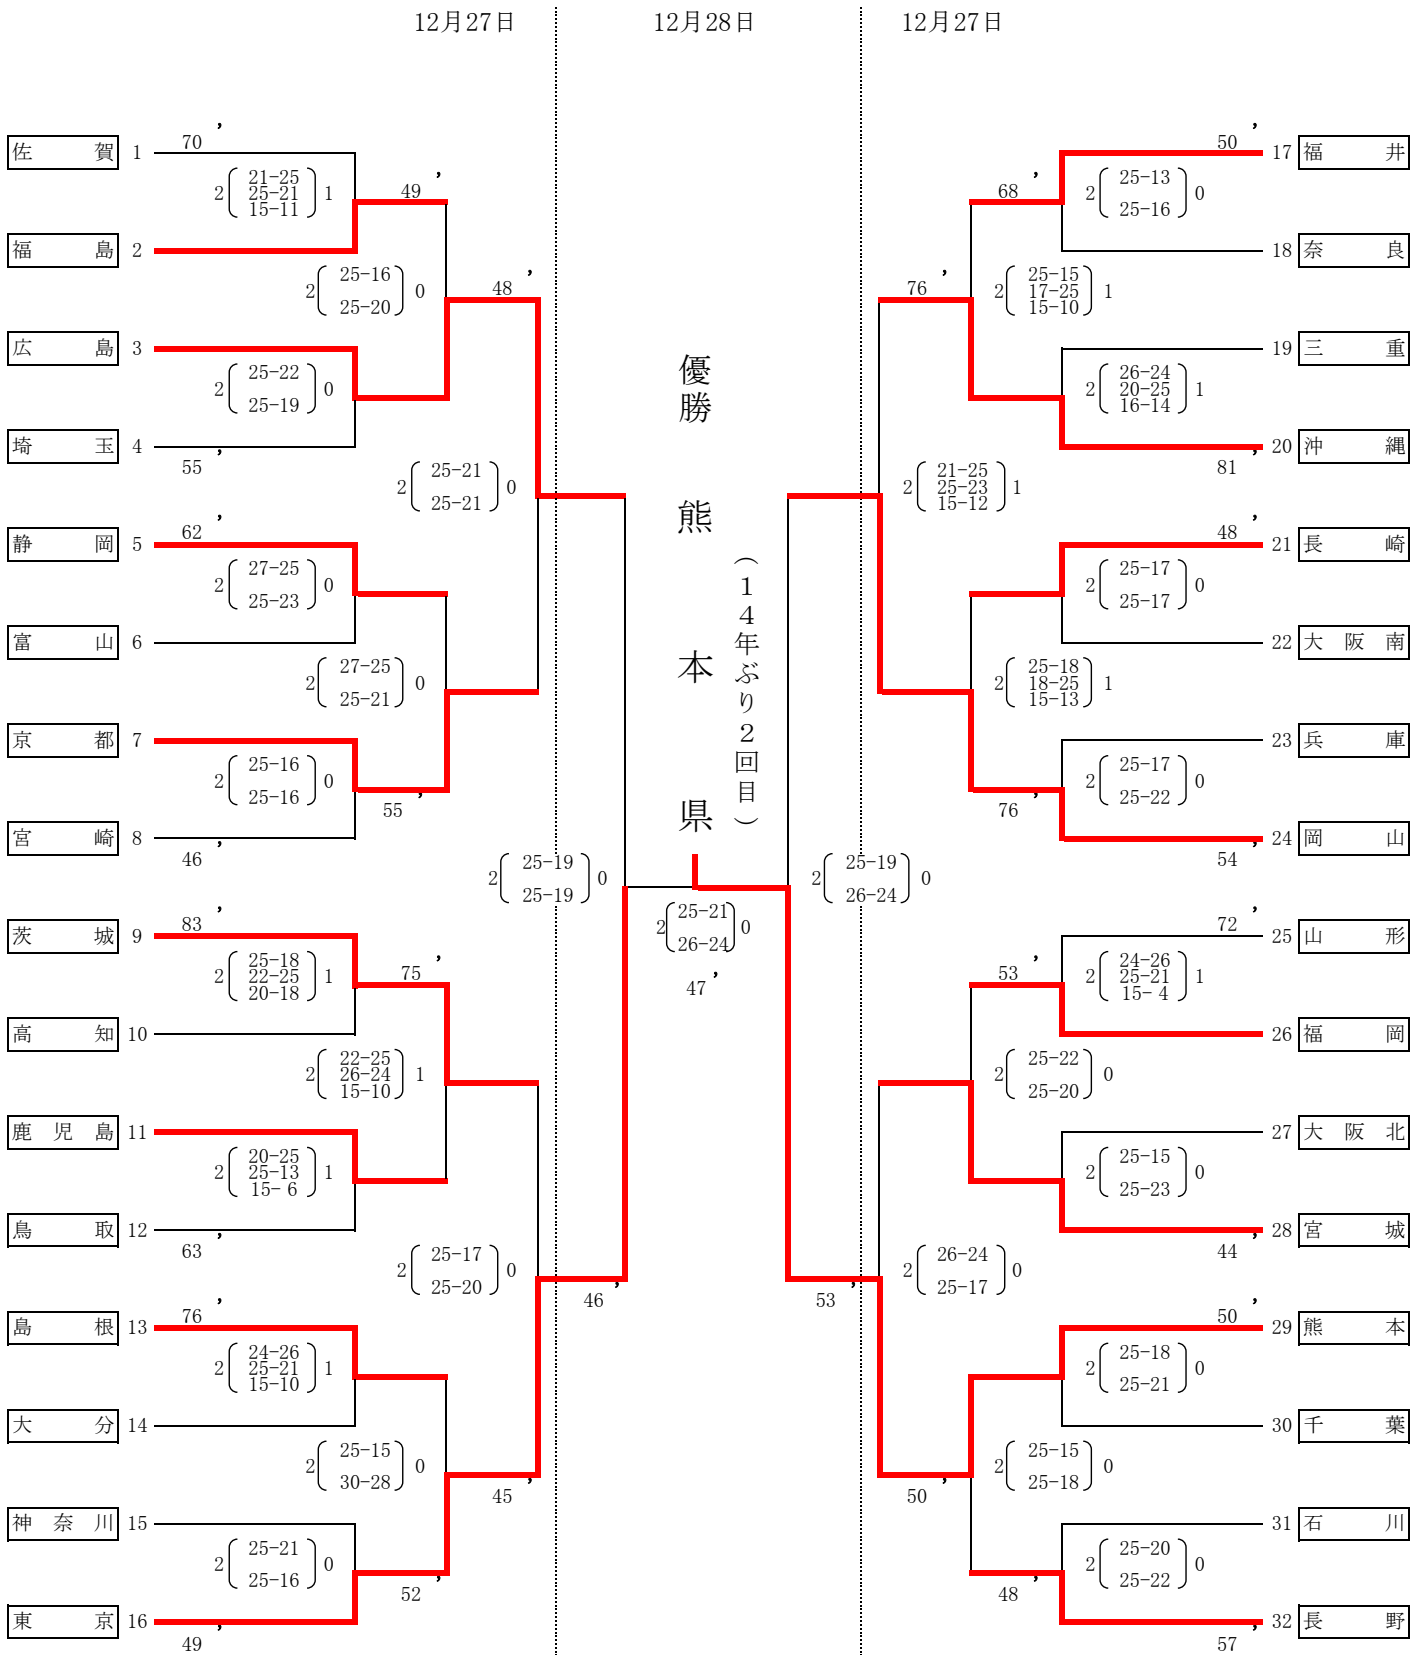 12月27日
12月28日
12月27日
佐賀 1 70 ’
2 21-25 25-21 15-11 1
49 ’
福島 2
2 25-16 25-20 0
48 ’
広島 3
2 25-22 25-19 0
埼玉 4 55 ’
2 25-21 25-21 0
静岡 5 62 ’
2 27-25 25-23 0
富山 6
2 27-25 25-21 0
京都 7
2 25-16 25-16 0
55 ’
宮崎 8 46 ’
2 25-19 25-19 0
茨城 9 83 ’
2 25-18 22-25 20-18 1
75 ’
高知 10
2 22-25 26-24 15-10 1
鹿児島 11
2 20-25 25-13 15- 6 1
鳥取 12 63 ’
2 25-17 25-20 0
46 ’
島根 13 76 ’
2 24-26 25-21 15-10 1
大分 14
2 25-15 30-28 0
45 ’
神奈川 15
2 25-21 25-16 0
52 ’
東京 16 49 ’
優勝 熊本県
（14年ぶり2回目）
2 25-21 26-24 0
47 ’
50 ’ 17 福井
2 25-13 25-16 0
68 ’
18 奈良
2 25-15 17-25 15-10 1
76 ’
19 三重
2 26-24 20-25 16-14 1
81 ’ 20 沖縄
2 21-25 25-23 15-12 1
48 ’ 21 長崎
2 25-17 25-17 0
22 大阪南
2 25-18 18-25 15-13 1
23 兵庫
2 25-17 25-22 0
76 ’
54 ’ 24 岡山
2 25-19 26-24 0
72 ’ 25 山形
2 24-26 25-21 15- 4 1
53 ’
26 福岡
2 25-22 25-20 0
27 大阪北
2 25-15 25-23 0
44 ’ 28 宮城
2 26-24 25-17 0
53 ’
50 ’ 29 熊本
2 25-18 25-21 0
30 千葉
2 25-15 25-18 0
50 ’
31 石川
2 25-20 25-22 0
48 ’
57 ’ 32 長野